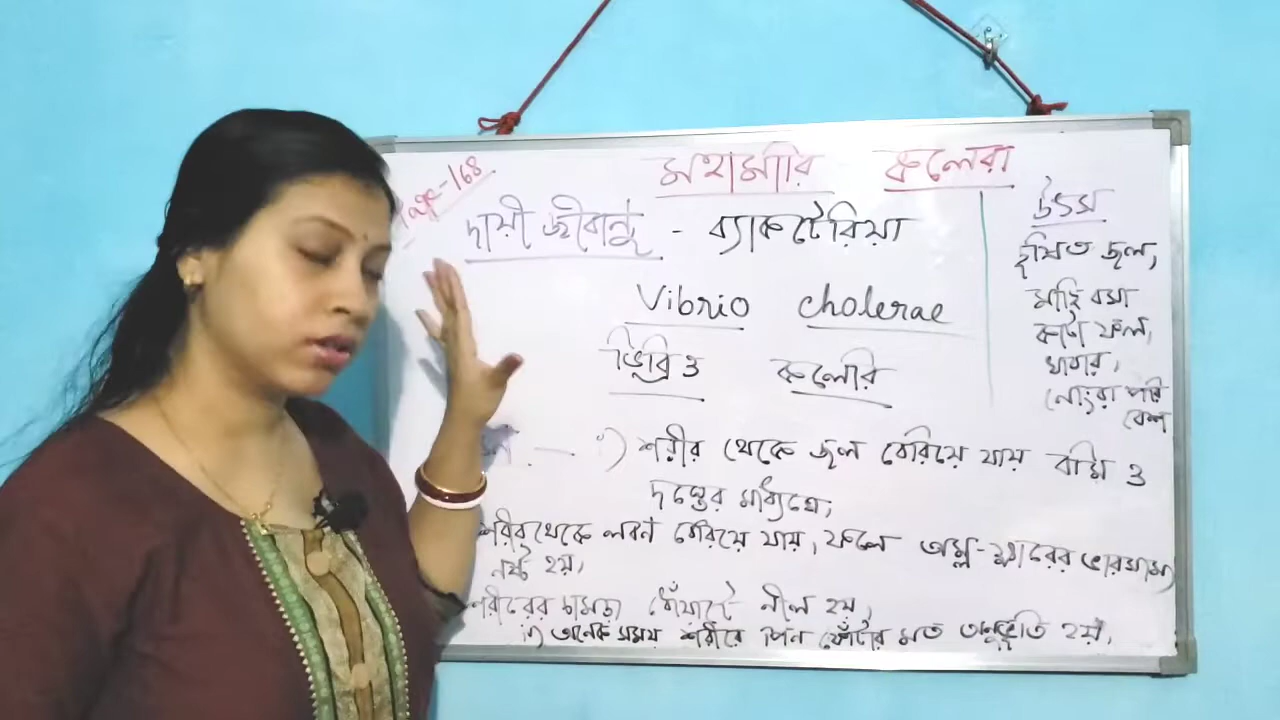 Page-168
মহামারি কলেরা
দায়ী জীবাণু - ব্যাকটেরিয়া
Vibrio cholerae
ভিব্রিও কলেরি
উৎস
দূষিত জল,
মাছি বসা
কাটা ফল,
খাবার,
নোংরা পরি
বেশ
১) শরীর থেকে জল বেরিয়ে যায় বমি ও
দাস্তের মাধ্যমে,
শরীর থেকে লবণ বেরিয়ে যায়, ফলে অম্ল-ক্ষারের ভারসাম্য
নষ্ট হয়,
শরীরের চামড়া ধোঁয়াটে নীল হয়,
অনেক সময় শরীরে পিন ফোঁটার মত অনুভূতি হয়,